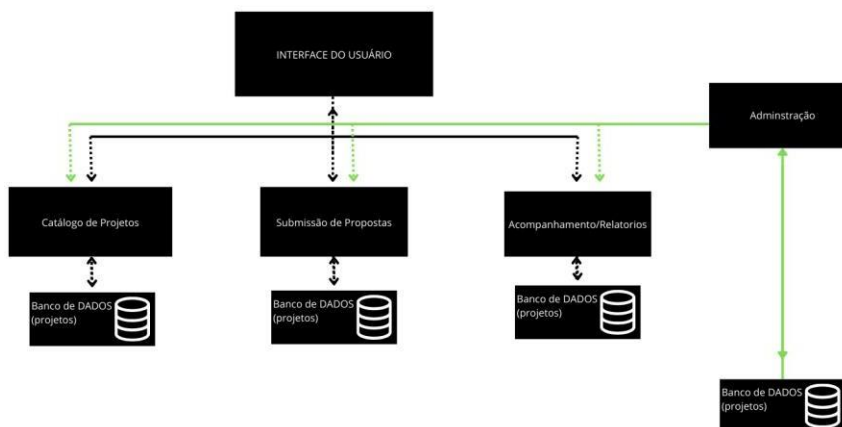 INTERFACE DO USUÁRIO
Adminstração
Catálogo de Projetos
Submissão de Propostas
Acompanhamento/Relatorios
Banco de DADOS
(projetos)
Banco de DADOS
(projetos)
Banco de DADOS
(projetos)
Banco de DADOS
(projetos)